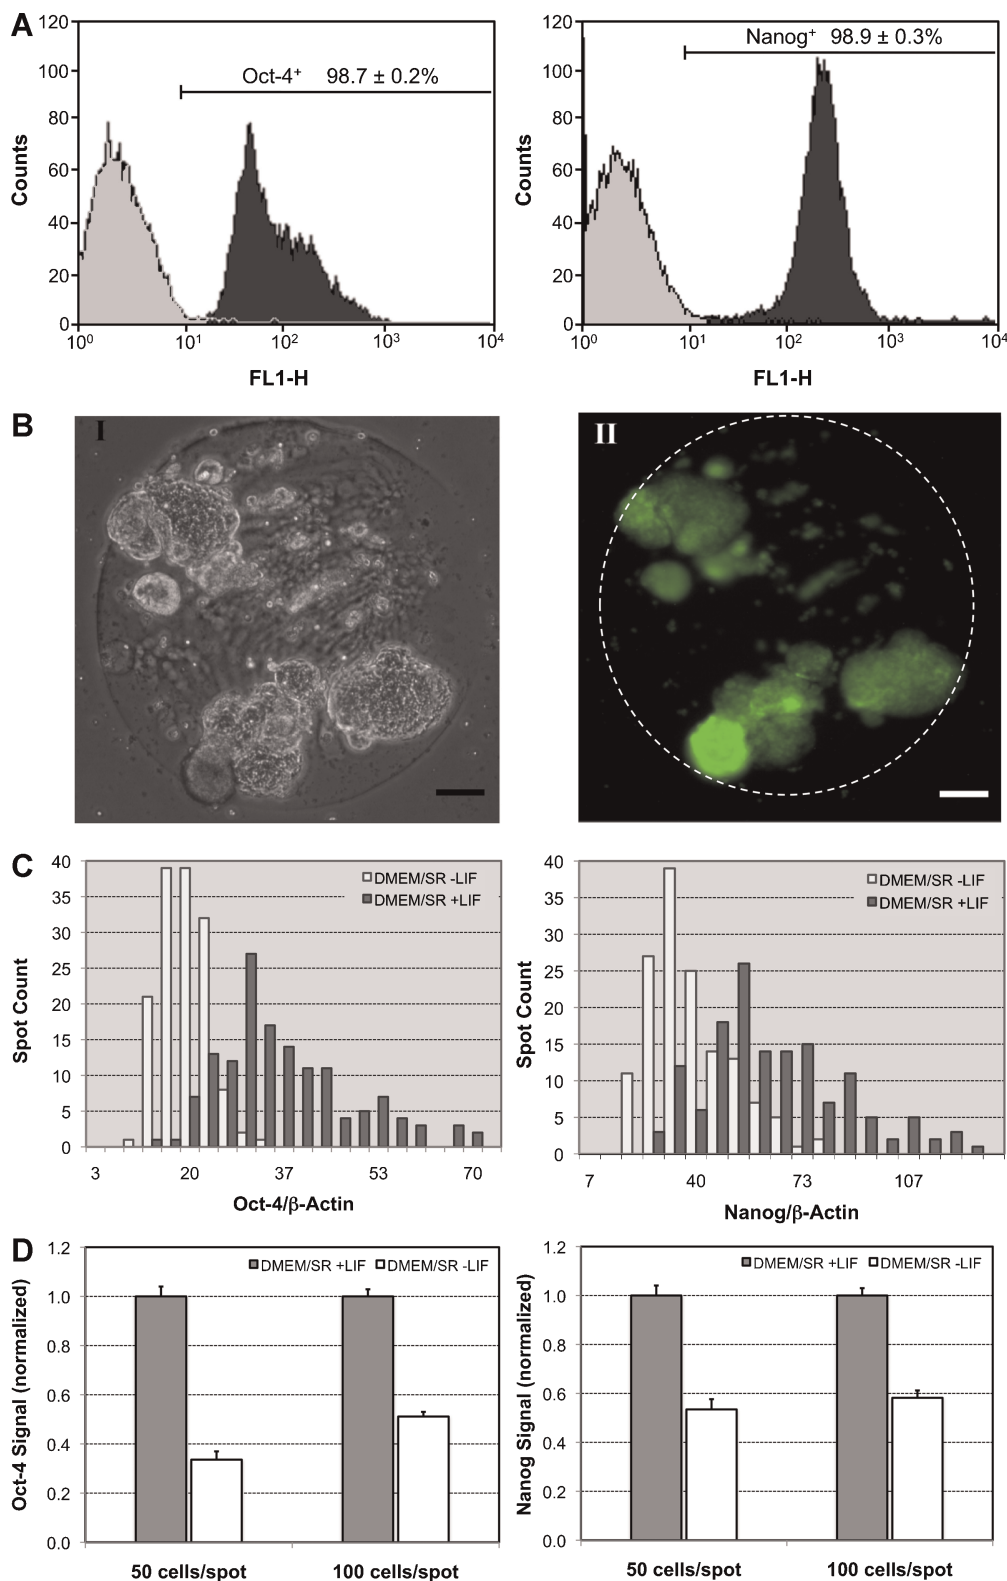 A
120
100
80
60
40
20
0
Counts
Oct-4⁺ 98.7 ± 0.2%
10⁰ 10¹ 10² 10³ 10⁴
FL1-H
120
100
80
60
40
20
0
Counts
Nanog⁺ 98.9 ± 0.3%
10⁰ 10¹ 10² 10³ 10⁴
FL1-H
B
I
II
C
40
35
30
25
20
15
10
5
0
Spot Count
DMEM/SR -LIF
DMEM/SR +LIF
3 20 37 53 70
Oct-4/β-Actin
40
35
30
25
20
15
10
5
0
Spot Count
DMEM/SR -LIF
DMEM/SR +LIF
7 40 73 107
Nanog/β-Actin
D
1.2
1.0
0.8
0.6
0.4
0.2
0.0
Oct-4 Signal (normalized)
DMEM/SR +LIF DMEM/SR -LIF
50 cells/spot 100 cells/spot
1.2
1.0
0.8
0.6
0.4
0.2
0.0
Nanog Signal (normalized)
DMEM/SR +LIF DMEM/SR -LIF
50 cells/spot 100 cells/spot